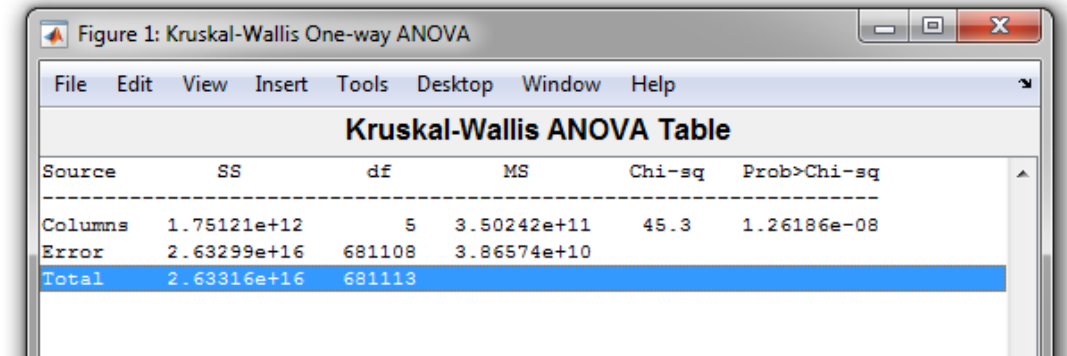 Figure 1: Kruskal-Wallis One-way ANOVA
File Edit View Insert Tools Desktop Window Help
Kruskal-Wallis ANOVA Table
Source SS df MS Chi-sq Prob>Chi-sq
Columns 1.75121e+12 5 3.50242e+11 45.3 1.26186e-08
Error 2.63299e+16 681108 3.86574e+10
Total 2.63316e+16 681113